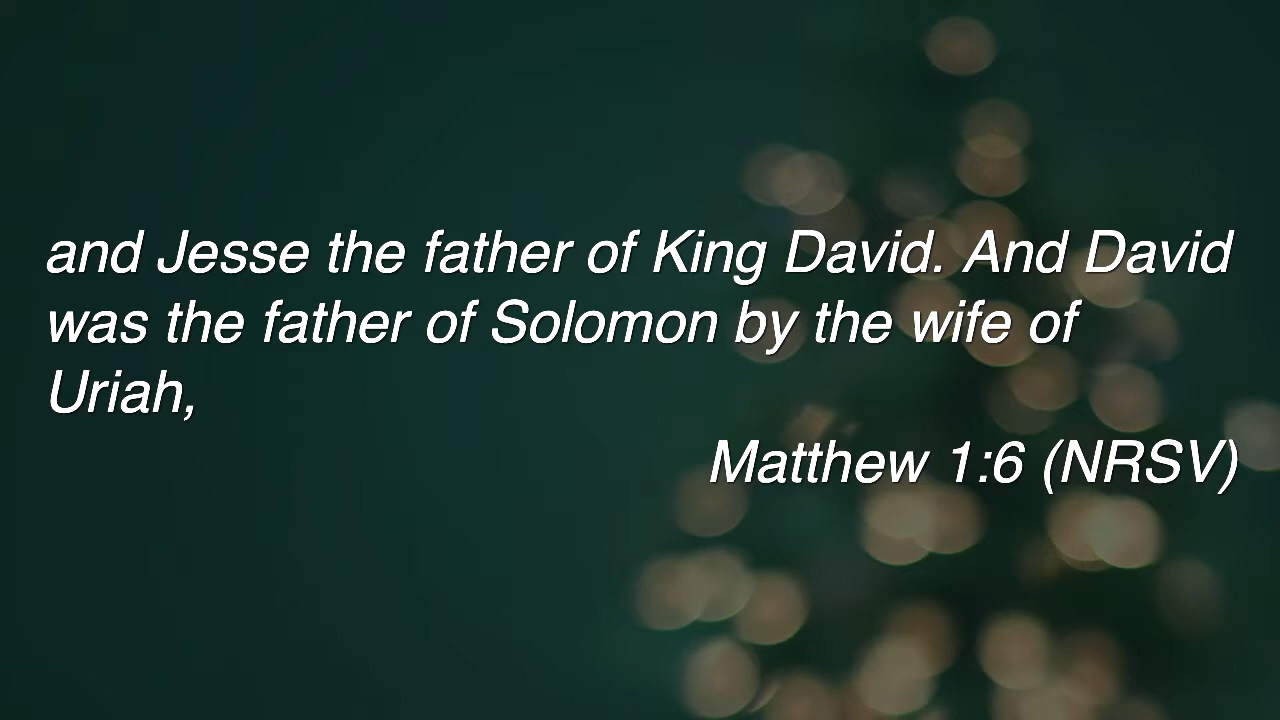 and Jesse the father of King David. And David
was the father of Solomon by the wife of
Uriah,
Matthew 1:6 (NRSV)